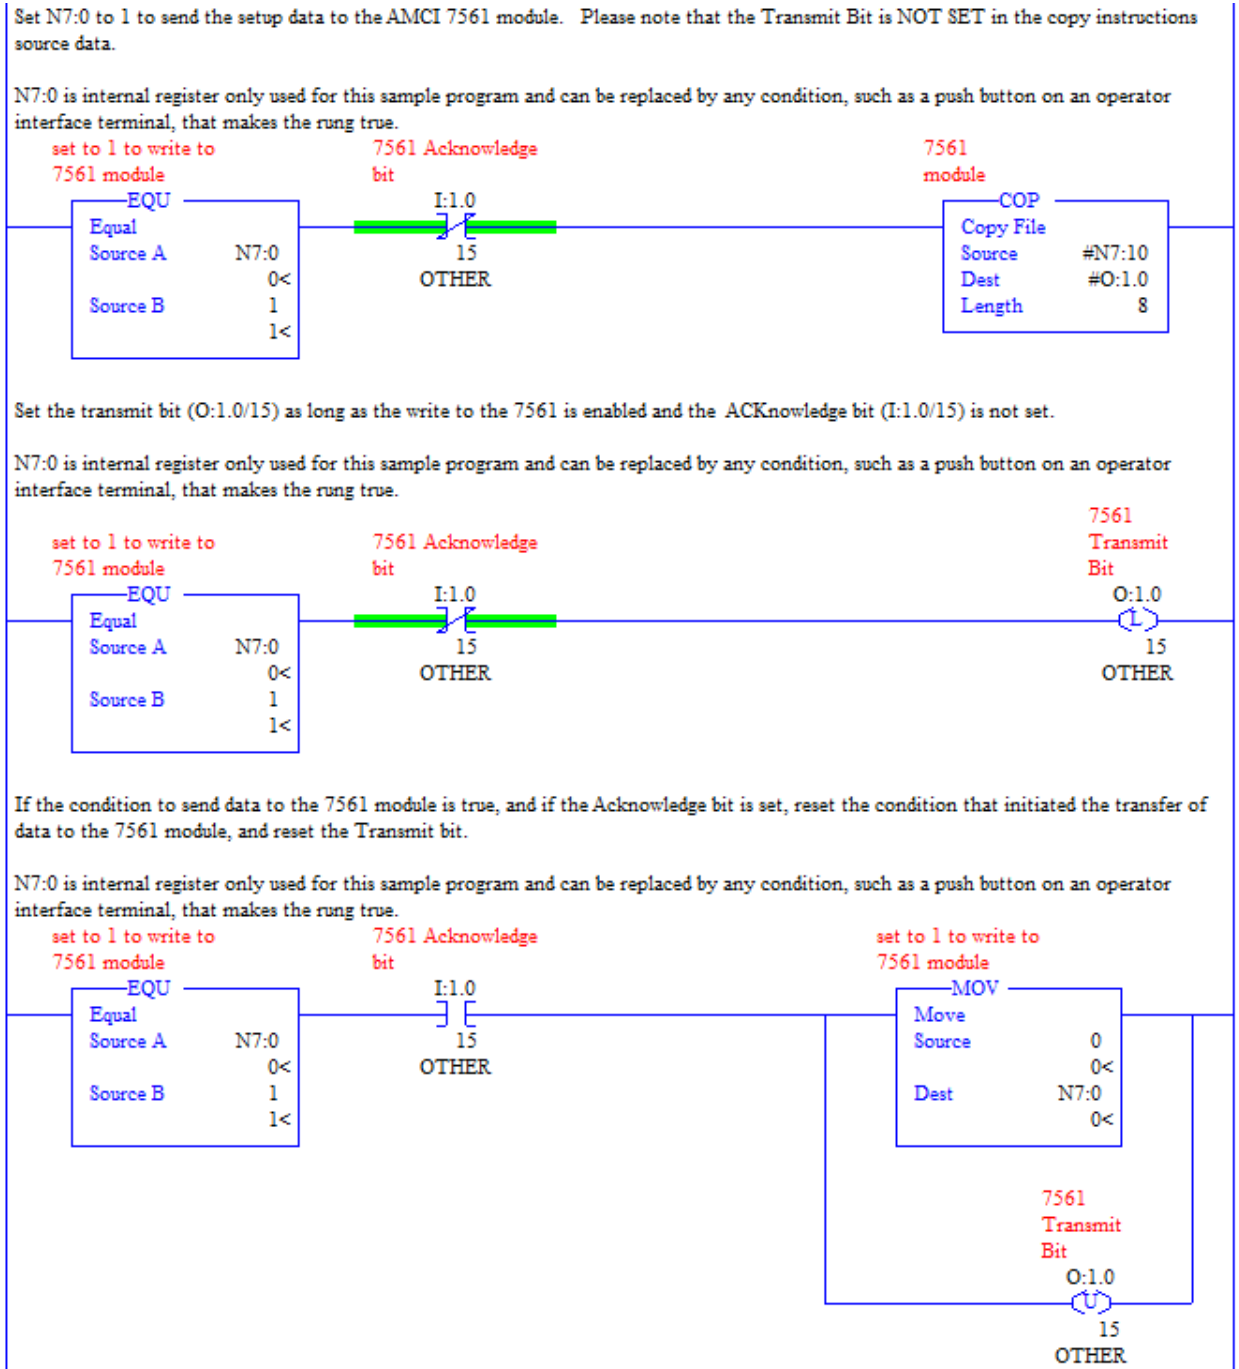 Set N7:0 to 1 to send the setup data to the AMCI 7561 module. Please note that the Transmit Bit is NOT SET in the copy instructions
source data.
N7:0 is internal register only used for this sample program and can be replaced by any condition, such as a push button on an operator
interface terminal, that makes the rung true.
set to 1 to write to
7561 module
EQU
Equal
Source A N7:0
0<
Source B 1
1<
7561 Acknowledge
bit
I:1.0
15
OTHER
7561
module
COP
Copy File
Source #N7:10
Dest #O:1.0
Length 8
Set the transmit bit (O:1.0/15) as long as the write to the 7561 is enabled and the ACKnowledge bit (I:1.0/15) is not set.
N7:0 is internal register only used for this sample program and can be replaced by any condition, such as a push button on an operator
interface terminal, that makes the rung true.
set to 1 to write to
7561 module
EQU
Equal
Source A N7:0
0<
Source B 1
1<
7561 Acknowledge
bit
I:1.0
15
OTHER
7561
Transmit
Bit
O:1.0
L
15
OTHER
If the condition to send data to the 7561 module is true, and if the Acknowledge bit is set, reset the condition that initiated the transfer of
data to the 7561 module, and reset the Transmit bit.
N7:0 is internal register only used for this sample program and can be replaced by any condition, such as a push button on an operator
interface terminal, that makes the rung true.
set to 1 to write to
7561 module
EQU
Equal
Source A N7:0
0<
Source B 1
1<
7561 Acknowledge
bit
I:1.0
15
OTHER
set to 1 to write to
7561 module
MOV
Move
Source 0
0<
Dest N7:0
0<
7561
Transmit
Bit
O:1.0
U
15
OTHER